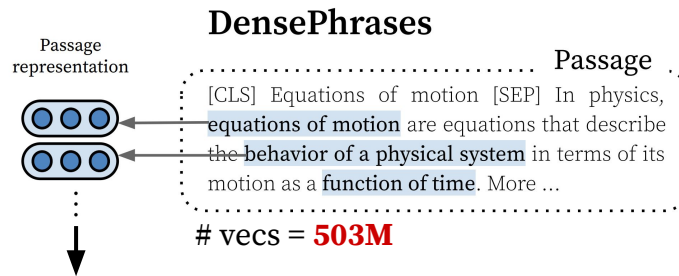 DensePhrases
Passage
representation
Passage
[CLS] Equations of motion [SEP] In physics,
equations of motion are equations that describe
the behavior of a physical system in terms of its
motion as a function of time. More ...
# vecs = 503M